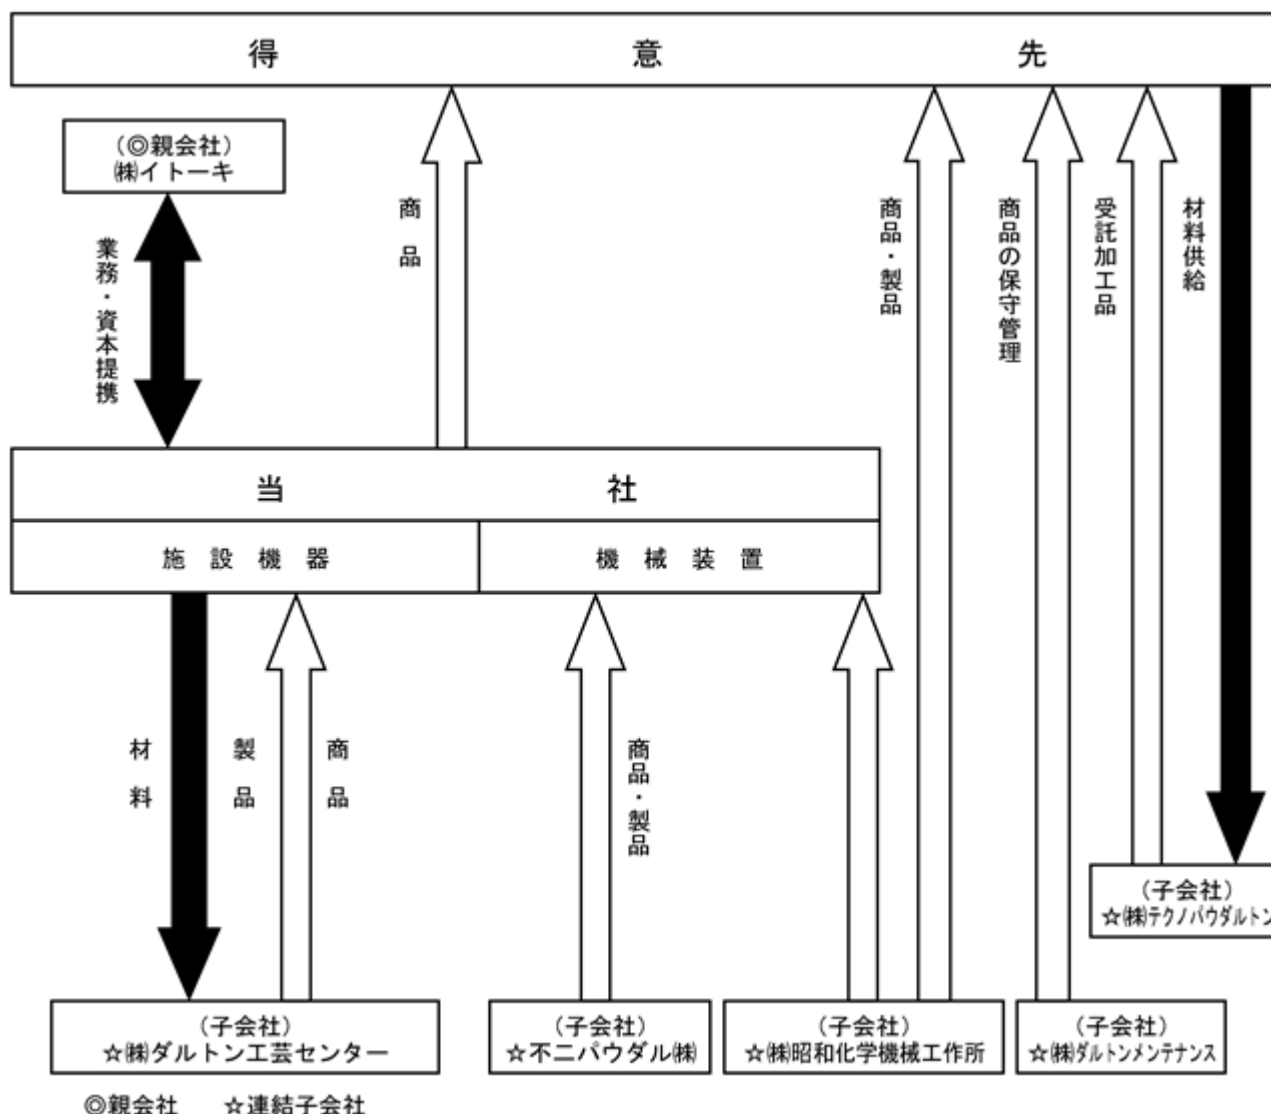 得意先
(◎親会社)
㈱イトーキ
業務・資本提携
商品
商品・製品
商品の保守管理
受託加工品
材料供給
当社
施設機器
機械装置
材料
製品
商品
商品・製品
(子会社)
☆㈱テクノパウダルトン
(子会社)
☆㈱ダルトン工芸センター
(子会社)
☆不二パウダル㈱
(子会社)
☆㈱昭和化学機械工作所
(子会社)
☆㈱ダルトンメンテナンス
◎親会社　☆連結子会社